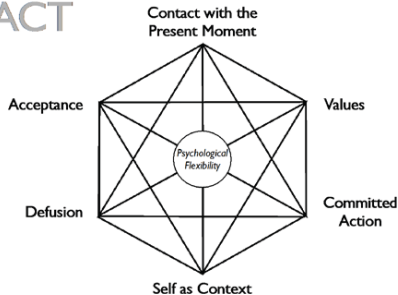 ACT
Contact with the
Present Moment
Acceptance
Values
Psychological
Flexibility
Defusion
Committed
Action
Self as Context